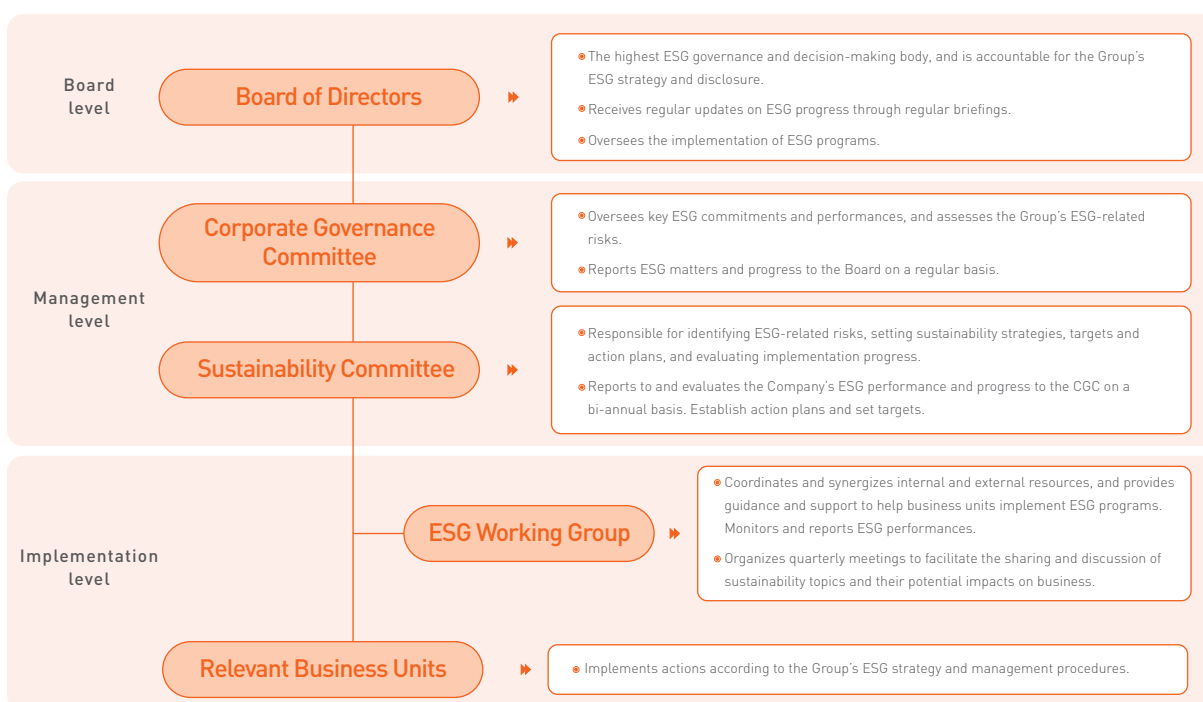 Board
level
Board of Directors
The highest ESG governance and decision-making body, and is accountable for the Group's
ESG strategy and disclosure.
Receives regular updates on ESG progress through regular briefings.
Oversees the implementation of ESG programs.
Management
level
Corporate Governance
Committee
Oversees key ESG commitments and performances, and assesses the Group's ESG-related
risks.
Reports ESG matters and progress to the Board on a regular basis.
Sustainability Committee
Responsible for identifying ESG-related risks, setting sustainability strategies, targets and
action plans, and evaluating implementation progress.
Reports to and evaluates the Company's ESG performance and progress to the CGC on a
bi-annual basis. Establish action plans and set targets.
Implementation
level
ESG Working Group
Coordinates and synergizes internal and external resources, and provides
guidance and support to help business units implement ESG programs.
Monitors and reports ESG performances.
Organizes quarterly meetings to facilitate the sharing and discussion of
sustainability topics and their potential impacts on business.
Relevant Business Units
Implements actions according to the Group's ESG strategy and management procedures.